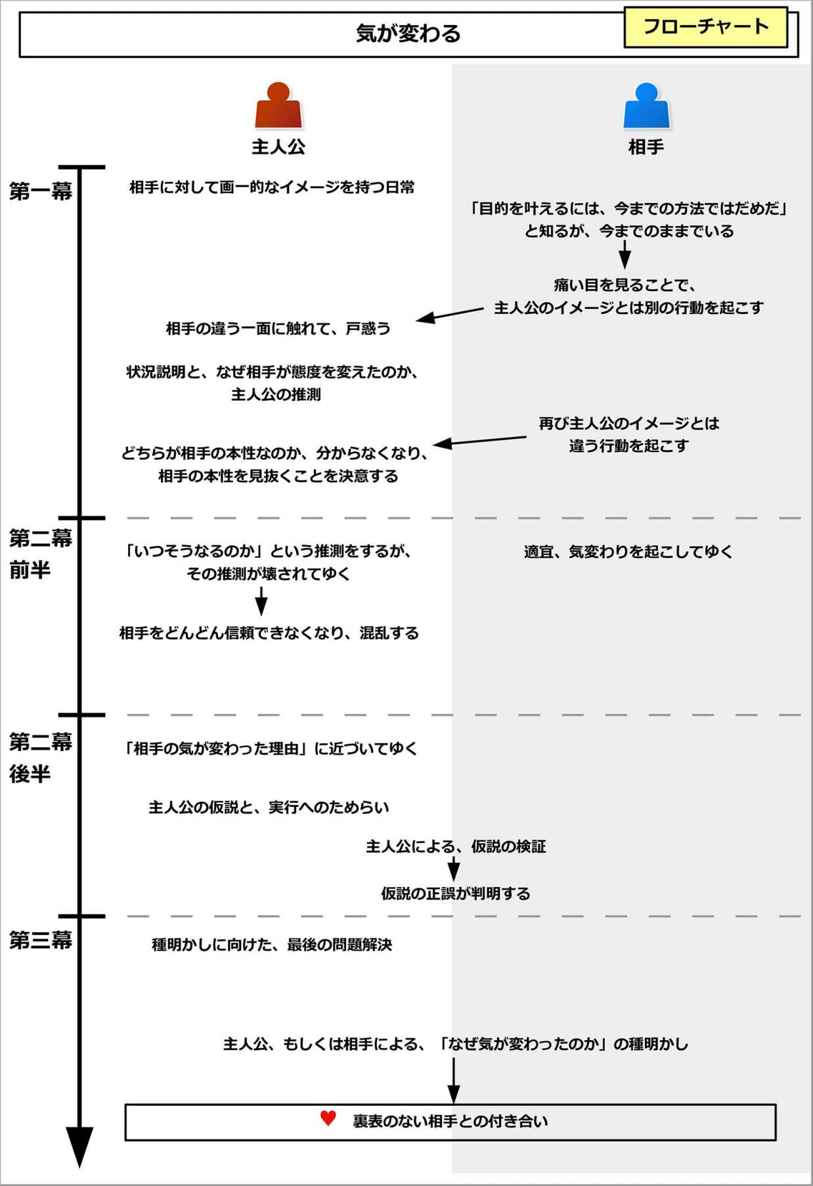 気が変わる
フローチャート
主人公
相手
第一幕
相手に対して画一的なイメージを持つ日常
「目的を叶えるには、今までの方法ではだめだ」
と知るが、今までのままでいる
痛い目を見ることで、
主人公のイメージとは別の行動を起こす
相手の違う一面に触れて、戸惑う
状況説明と、なぜ相手が態度を変えたのか、
主人公の推測
再び主人公のイメージとは
違う行動を起こす
どちらが相手の本性なのか、分からなくなり、
相手の本性を見抜くことを決意する
第二幕
前半
「いつそうなるのか」という推測をするが、
その推測が壊されてゆく
適宜、気変わりを起こしてゆく
相手をどんどん信頼できなくなり、混乱する
第二幕
後半
「相手の気が変わった理由」に近づいてゆく
主人公の仮説と、実行へのためらい
主人公による、仮説の検証
仮説の正誤が判明する
第三幕
種明かしに向けた、最後の問題解決
主人公、もしくは相手による、「なぜ気が変わったのか」の種明かし
♥ 裏表のない相手との付き合い